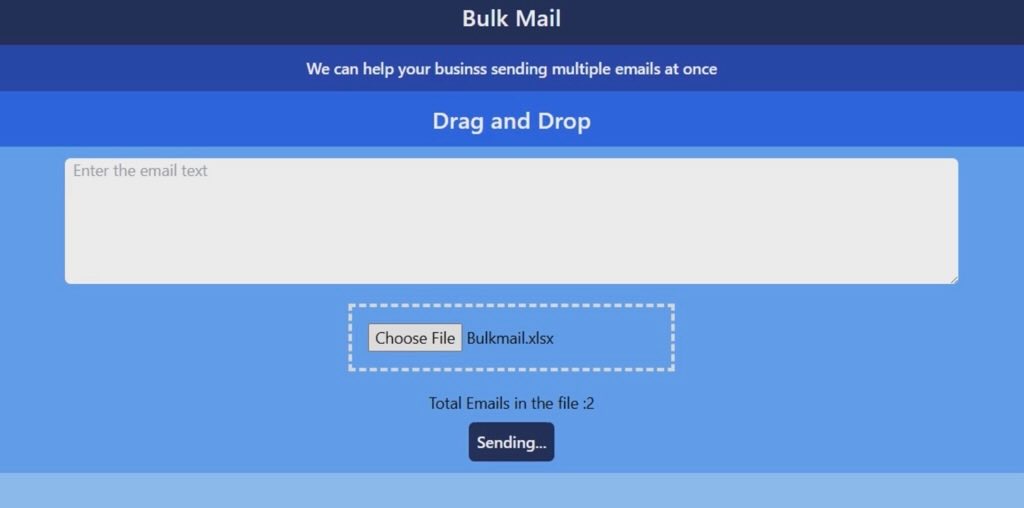 Bulk Mail
We can help your businss sending multiple emails at once
Drag and Drop
Enter the email text
Choose File Bulkmail.xlsx
Total Emails in the file :2
Sending...